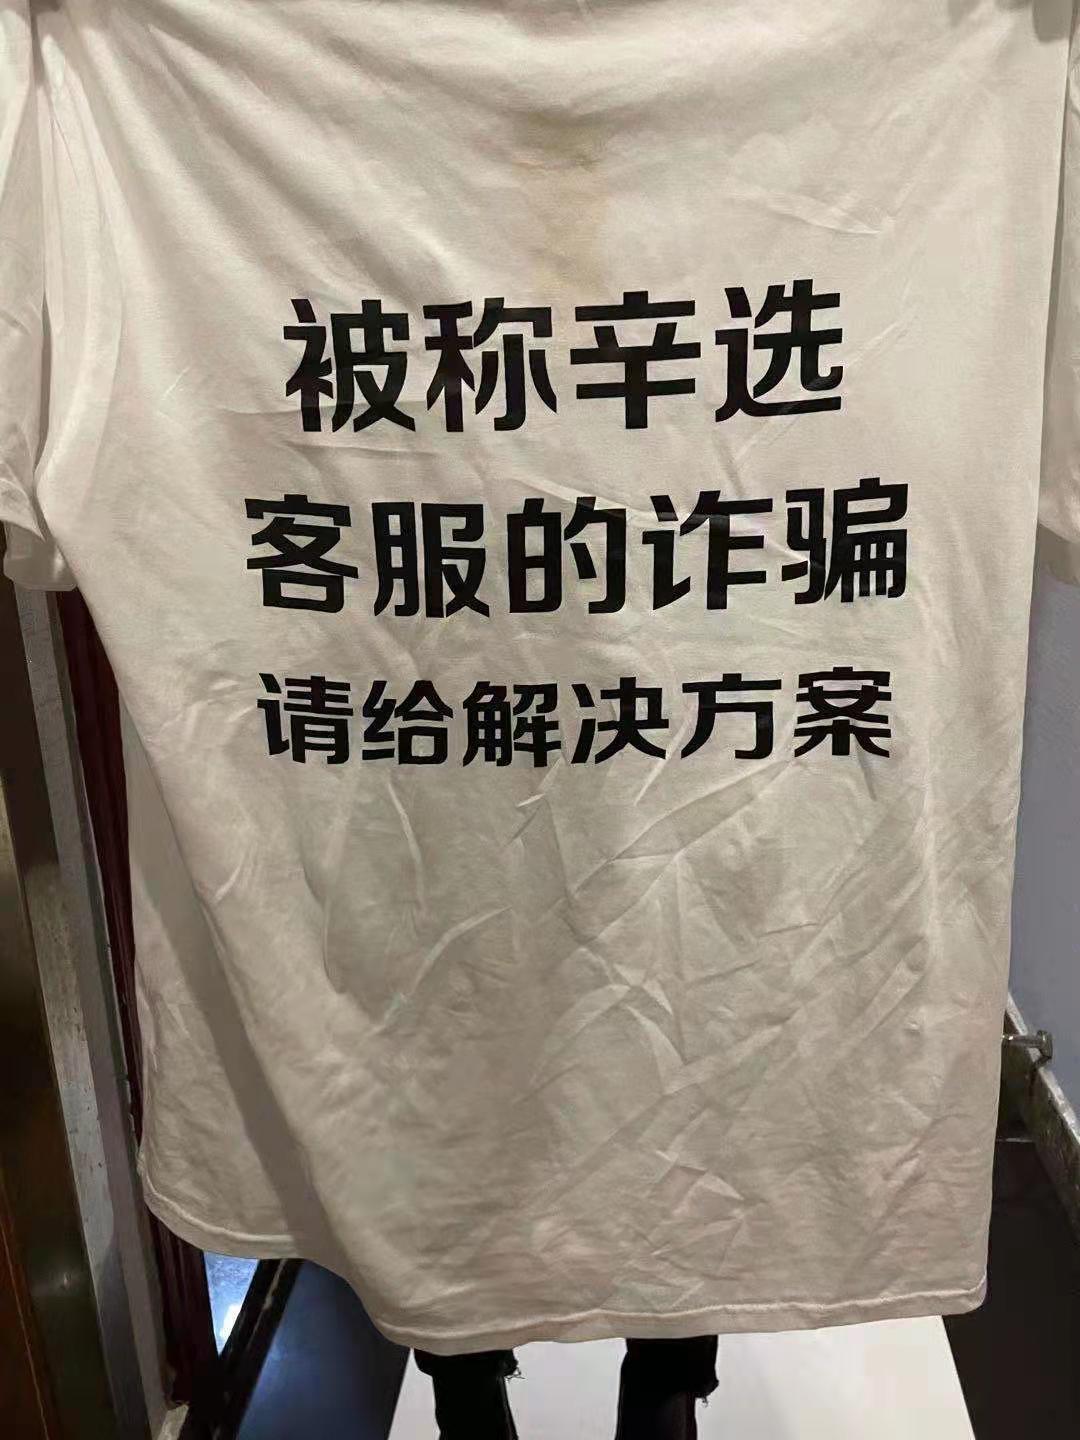 被称辛选
客服的诈骗
请给解决方案